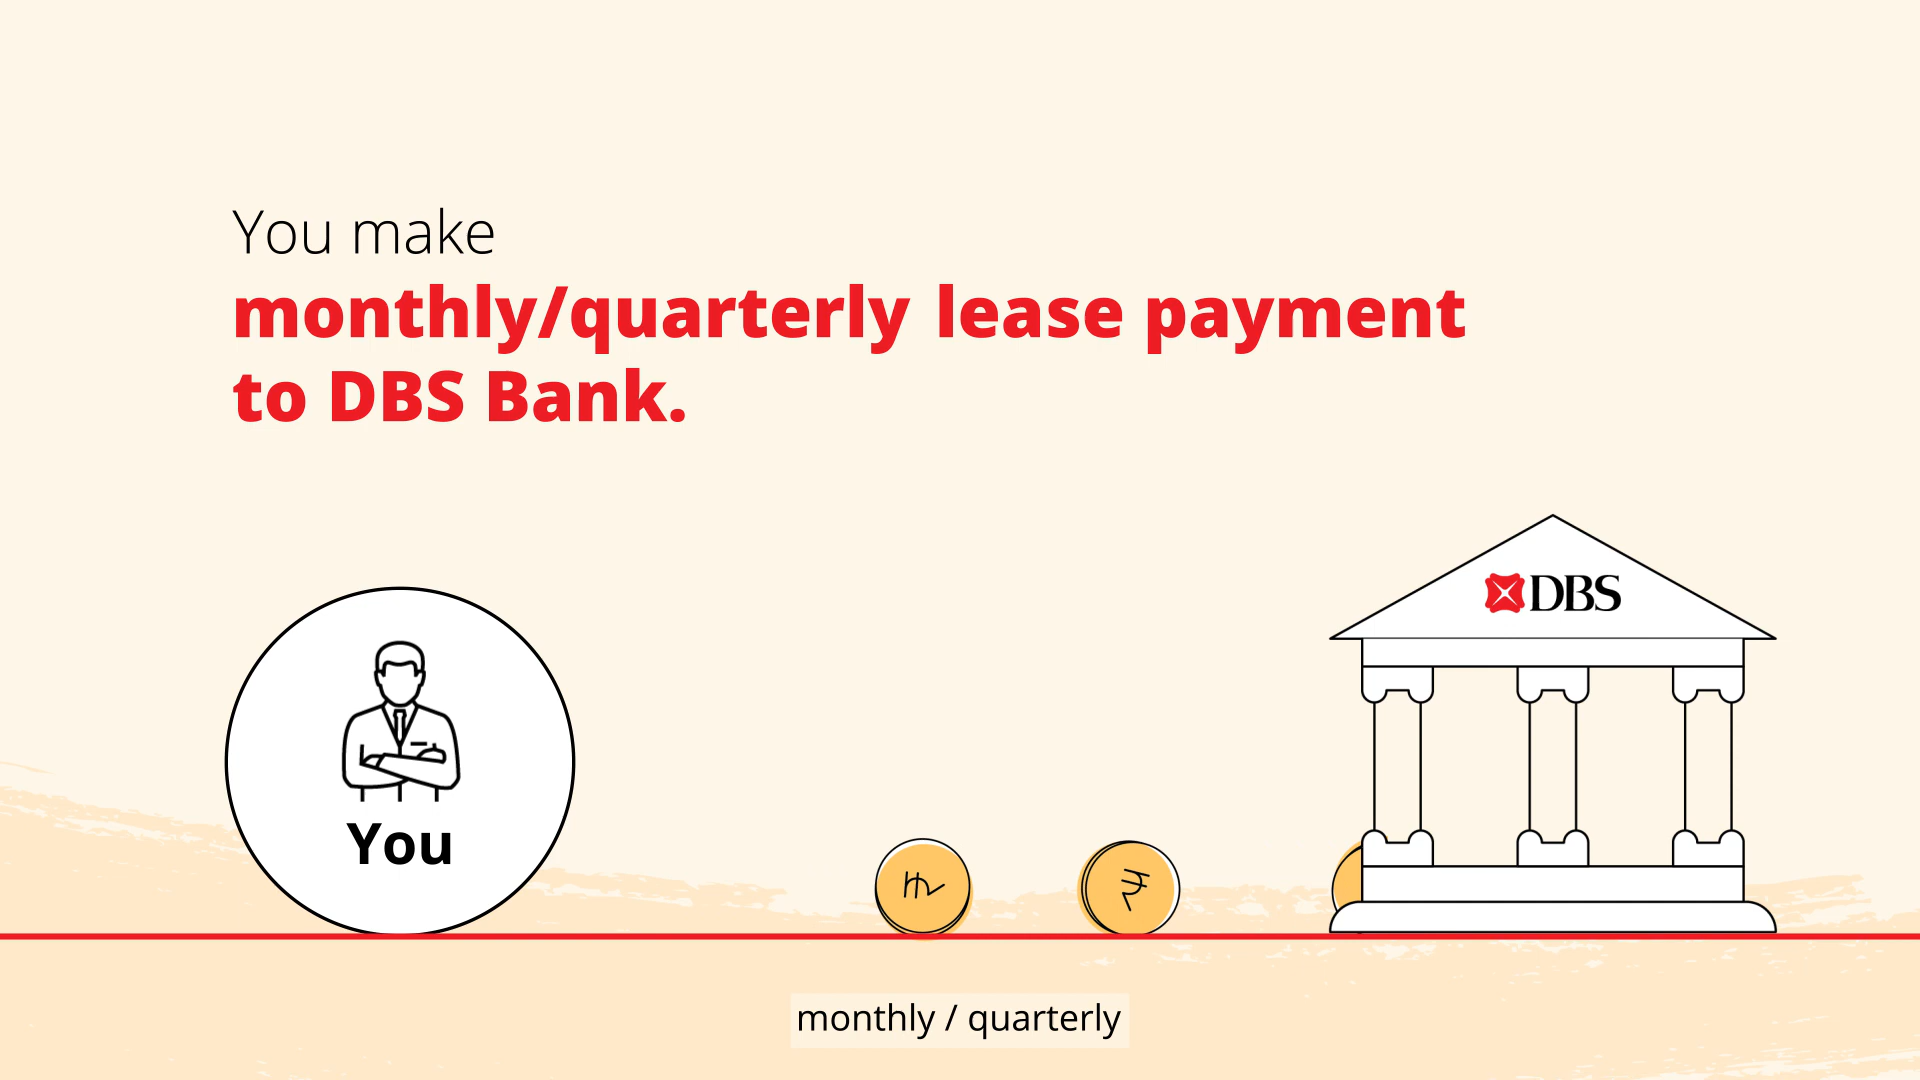 You make
monthly/quarterly lease payment
to DBS Bank.
DBS
You
₹
₹
monthly / quarterly